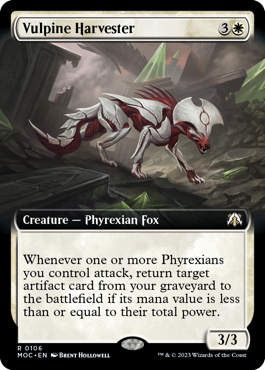 Vulpine Harvester 3
Creature — Phyrexian Fox
Whenever one or more Phyrexians
you control attack, return target
artifact card from your graveyard to
the battlefield if its mana value is less
than or equal to their total power.
3/3
R 0106
MOC • EN Brent Hollowell
™ & © 2023 Wizards of the Coast